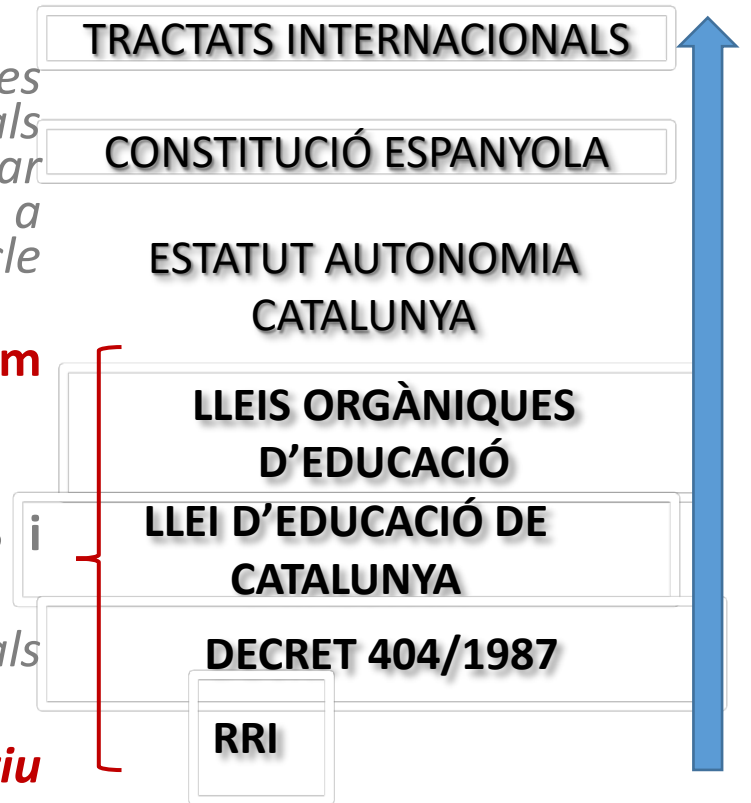 TRACTATS INTERNACIONALS
CONSTITUCIÓ ESPANYOLA
a
ESTATUT AUTONOMIA
CATALUNYA
LLEIS ORGÀNIQUES
D’EDUCACIÓ
i
LLEI D’EDUCACIÓ DE
CATALUNYA
DECRET 404/1987
RRI